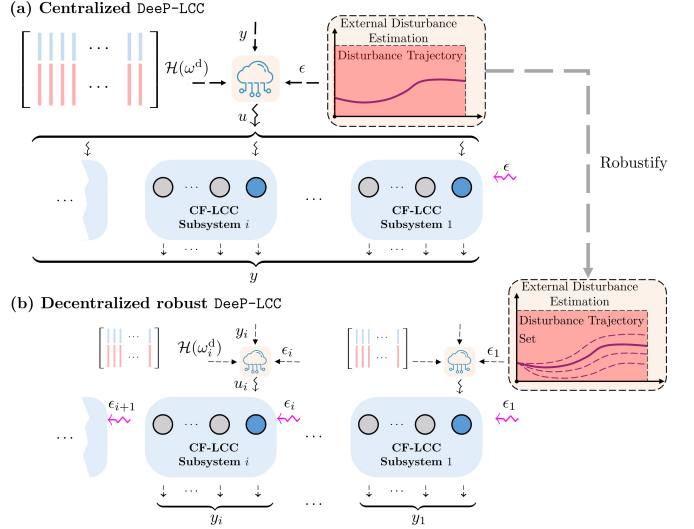 (a) Centralized DeeP-LCC
y
External Disturbance
Estimation
Disturbance Trajectory
...
...
H(ω^d)
ϵ
u
Robustify
ϵ
...
...
...
...
CF-LCC
Subsystem i
CF-LCC
Subsystem 1
...
...
y
External Disturbance
Estimation
Disturbance Trajectory
Set
(b) Decentralized robust DeeP-LCC
y_i
...
...
H(ω_i^d)
ϵ_i
...
...
ϵ_1
u_i
ϵ_{i+1}
ϵ_i
ϵ_1
...
...
...
...
CF-LCC
Subsystem i
CF-LCC
Subsystem 1
...
...
...
y_i
y_1